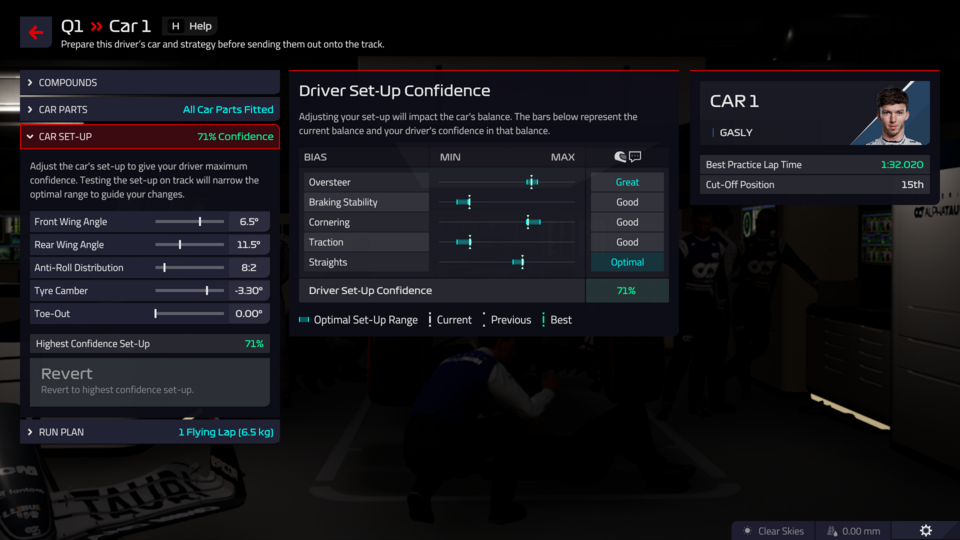 Q1 » Car 1
H Help
Prepare this driver's car and strategy before sending them out onto the track.
COMPOUNDS
CAR PARTS All Car Parts Fitted
CAR SET-UP 71% Confidence
Adjust the car's set-up to give your driver maximum
confidence. Testing the set-up on track will narrow the
optimal range to guide your changes.
Front Wing Angle 6.5°
Rear Wing Angle 11.5°
Anti-Roll Distribution 8:2
Tyre Camber -3.30°
Toe-Out 0.00°
Highest Confidence Set-Up 71%
Revert
Revert to highest confidence set-up.
RUN PLAN 1 Flying Lap (6.5 kg)
Driver Set-Up Confidence
Adjusting your set-up will impact the car's balance. The bars below represent the
current balance and your driver's confidence in that balance.
BIAS MIN MAX
Oversteer Great
Braking Stability Good
Cornering Good
Traction Good
Straights Optimal
Driver Set-Up Confidence 71%
Optimal Set-Up Range Current Previous Best
CAR 1
GASLY
Best Practice Lap Time 1:32.020
Cut-Off Position 15th
ALPHATAU
TAURI
Clear Skies 0.00 mm